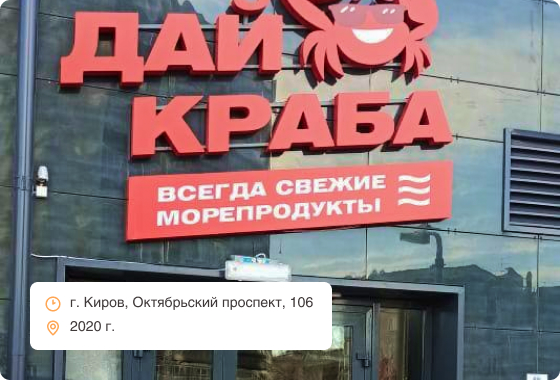 ДАЙ
КРАБА
ВСЕГДА СВЕЖИЕ
МОРЕПРОДУКТЫ
г. Киров, Октябрьский проспект, 106
2020 г.